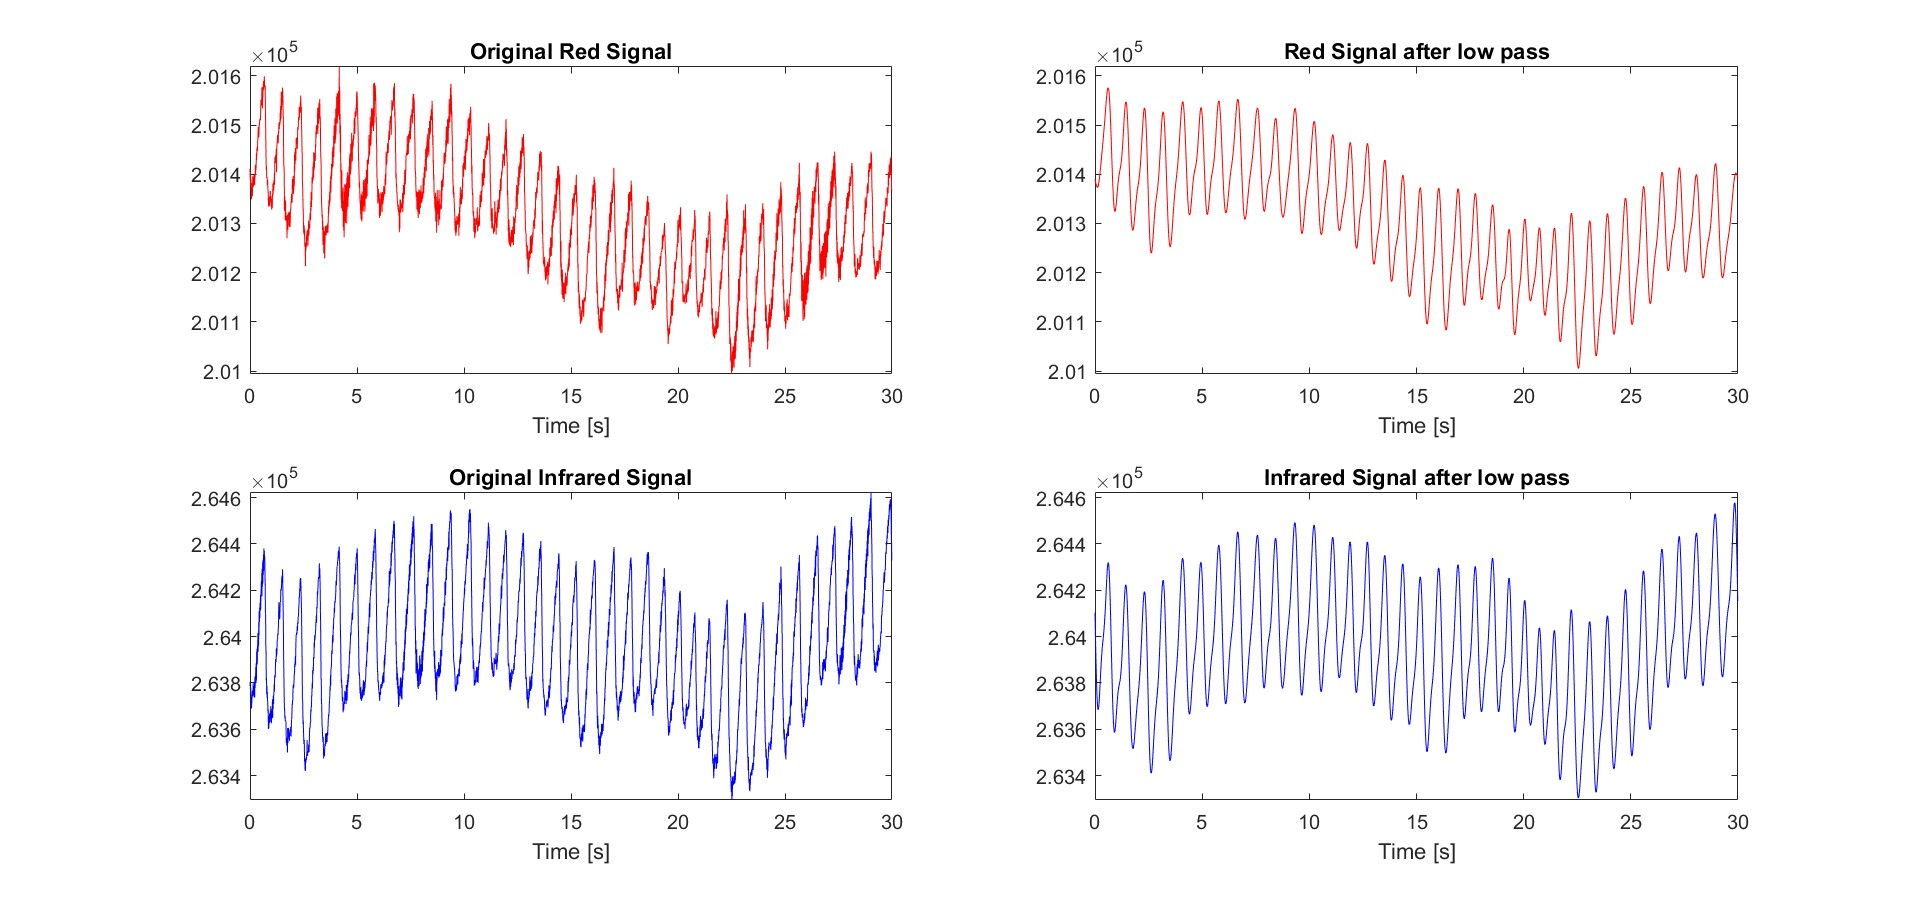 Original Red Signal
×10^5
2.016
2.015
2.014
2.013
2.012
2.011
2.01
0 5 10 15 20 25 30
Time [s]
Red Signal after low pass
×10^5
2.016
2.015
2.014
2.013
2.012
2.011
2.01
0 5 10 15 20 25 30
Time [s]
Original Infrared Signal
×10^5
2.646
2.644
2.642
2.64
2.638
2.636
2.634
0 5 10 15 20 25 30
Time [s]
Infrared Signal after low pass
×10^5
2.646
2.644
2.642
2.64
2.638
2.636
2.634
0 5 10 15 20 25 30
Time [s]